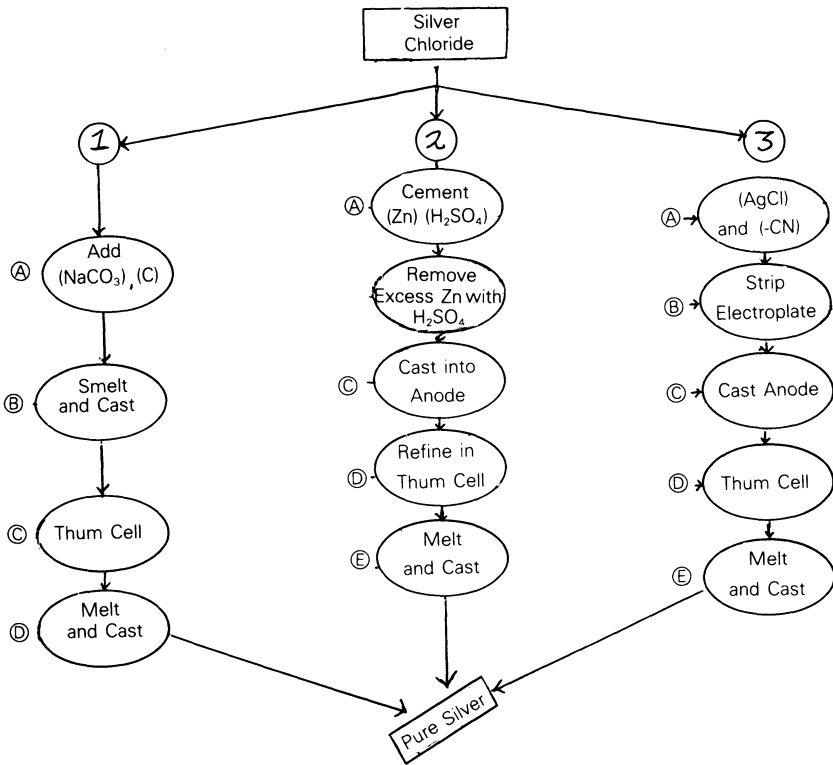 Silver
Chloride
1
Ⓐ
Add
(NaCO₃), (C)
Ⓑ
Smelt
and Cast
Ⓒ
Thum Cell
Ⓓ
Melt
and Cast
2
Ⓐ
Cement
(Zn) (H₂SO₄)
Remove
Excess Zn with
H₂SO₄
Ⓒ
Cast into
Anode
Ⓓ
Refine in
Thum Cell
Ⓔ
Melt
and Cast
3
Ⓐ
(AgCl)
and (-CN)
Ⓑ
Strip
Electroplate
Ⓒ
Cast Anode
Ⓓ
Thum Cell
Ⓔ
Melt
and Cast
Pure Silver